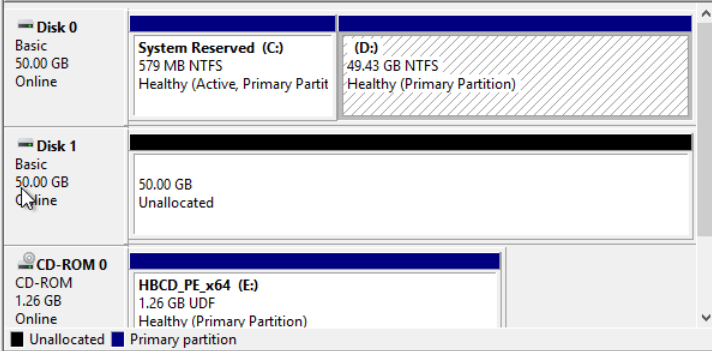 Disk 0
Basic
50.00 GB
Online
System Reserved (C:)
579 MB NTFS
Healthy (Active, Primary Partit
(D:)
49.43 GB NTFS
Healthy (Primary Partition)
Disk 1
Basic
50.00 GB
Online
50.00 GB
Unallocated
CD-ROM 0
CD-ROM
1.26 GB
Online
HBCD_PE_x64 (E:)
1.26 GB UDF
Healthy (Primary Partition)
Unallocated Primary partition